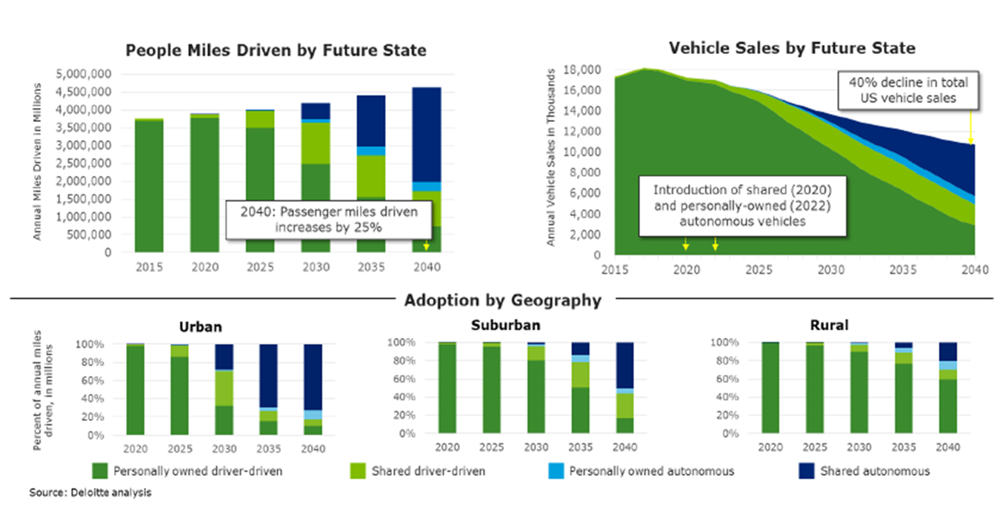 People Miles Driven by Future State
Annual Miles Driven in Millions
5,000,000
4,500,000
4,000,000
3,500,000
3,000,000
2,500,000
2,000,000
1,500,000
1,000,000
500,000
0
2015 2020 2025 2030 2035 2040
2040: Passenger miles driven
increases by 25%
Vehicle Sales by Future State
Annual Vehicle Sales in Thousands
18,000
16,000
14,000
12,000
10,000
8,000
6,000
4,000
2,000
0
2015 2020 2025 2030 2035 2040
40% decline in total
US vehicle sales
Introduction of shared (2020)
and personally-owned (2022)
autonomous vehicles
Adoption by Geography
Percent of annual miles
driven, in millions
Urban
100%
80%
60%
40%
20%
0%
2020 2025 2030 2035 2040
Suburban
100%
80%
60%
40%
20%
0%
2020 2025 2030 2035 2040
Rural
100%
80%
60%
40%
20%
0%
2020 2025 2030 2035 2040
Personally owned driver-driven
Shared driver-driven
Personally owned autonomous
Shared autonomous
Source: Deloitte analysis